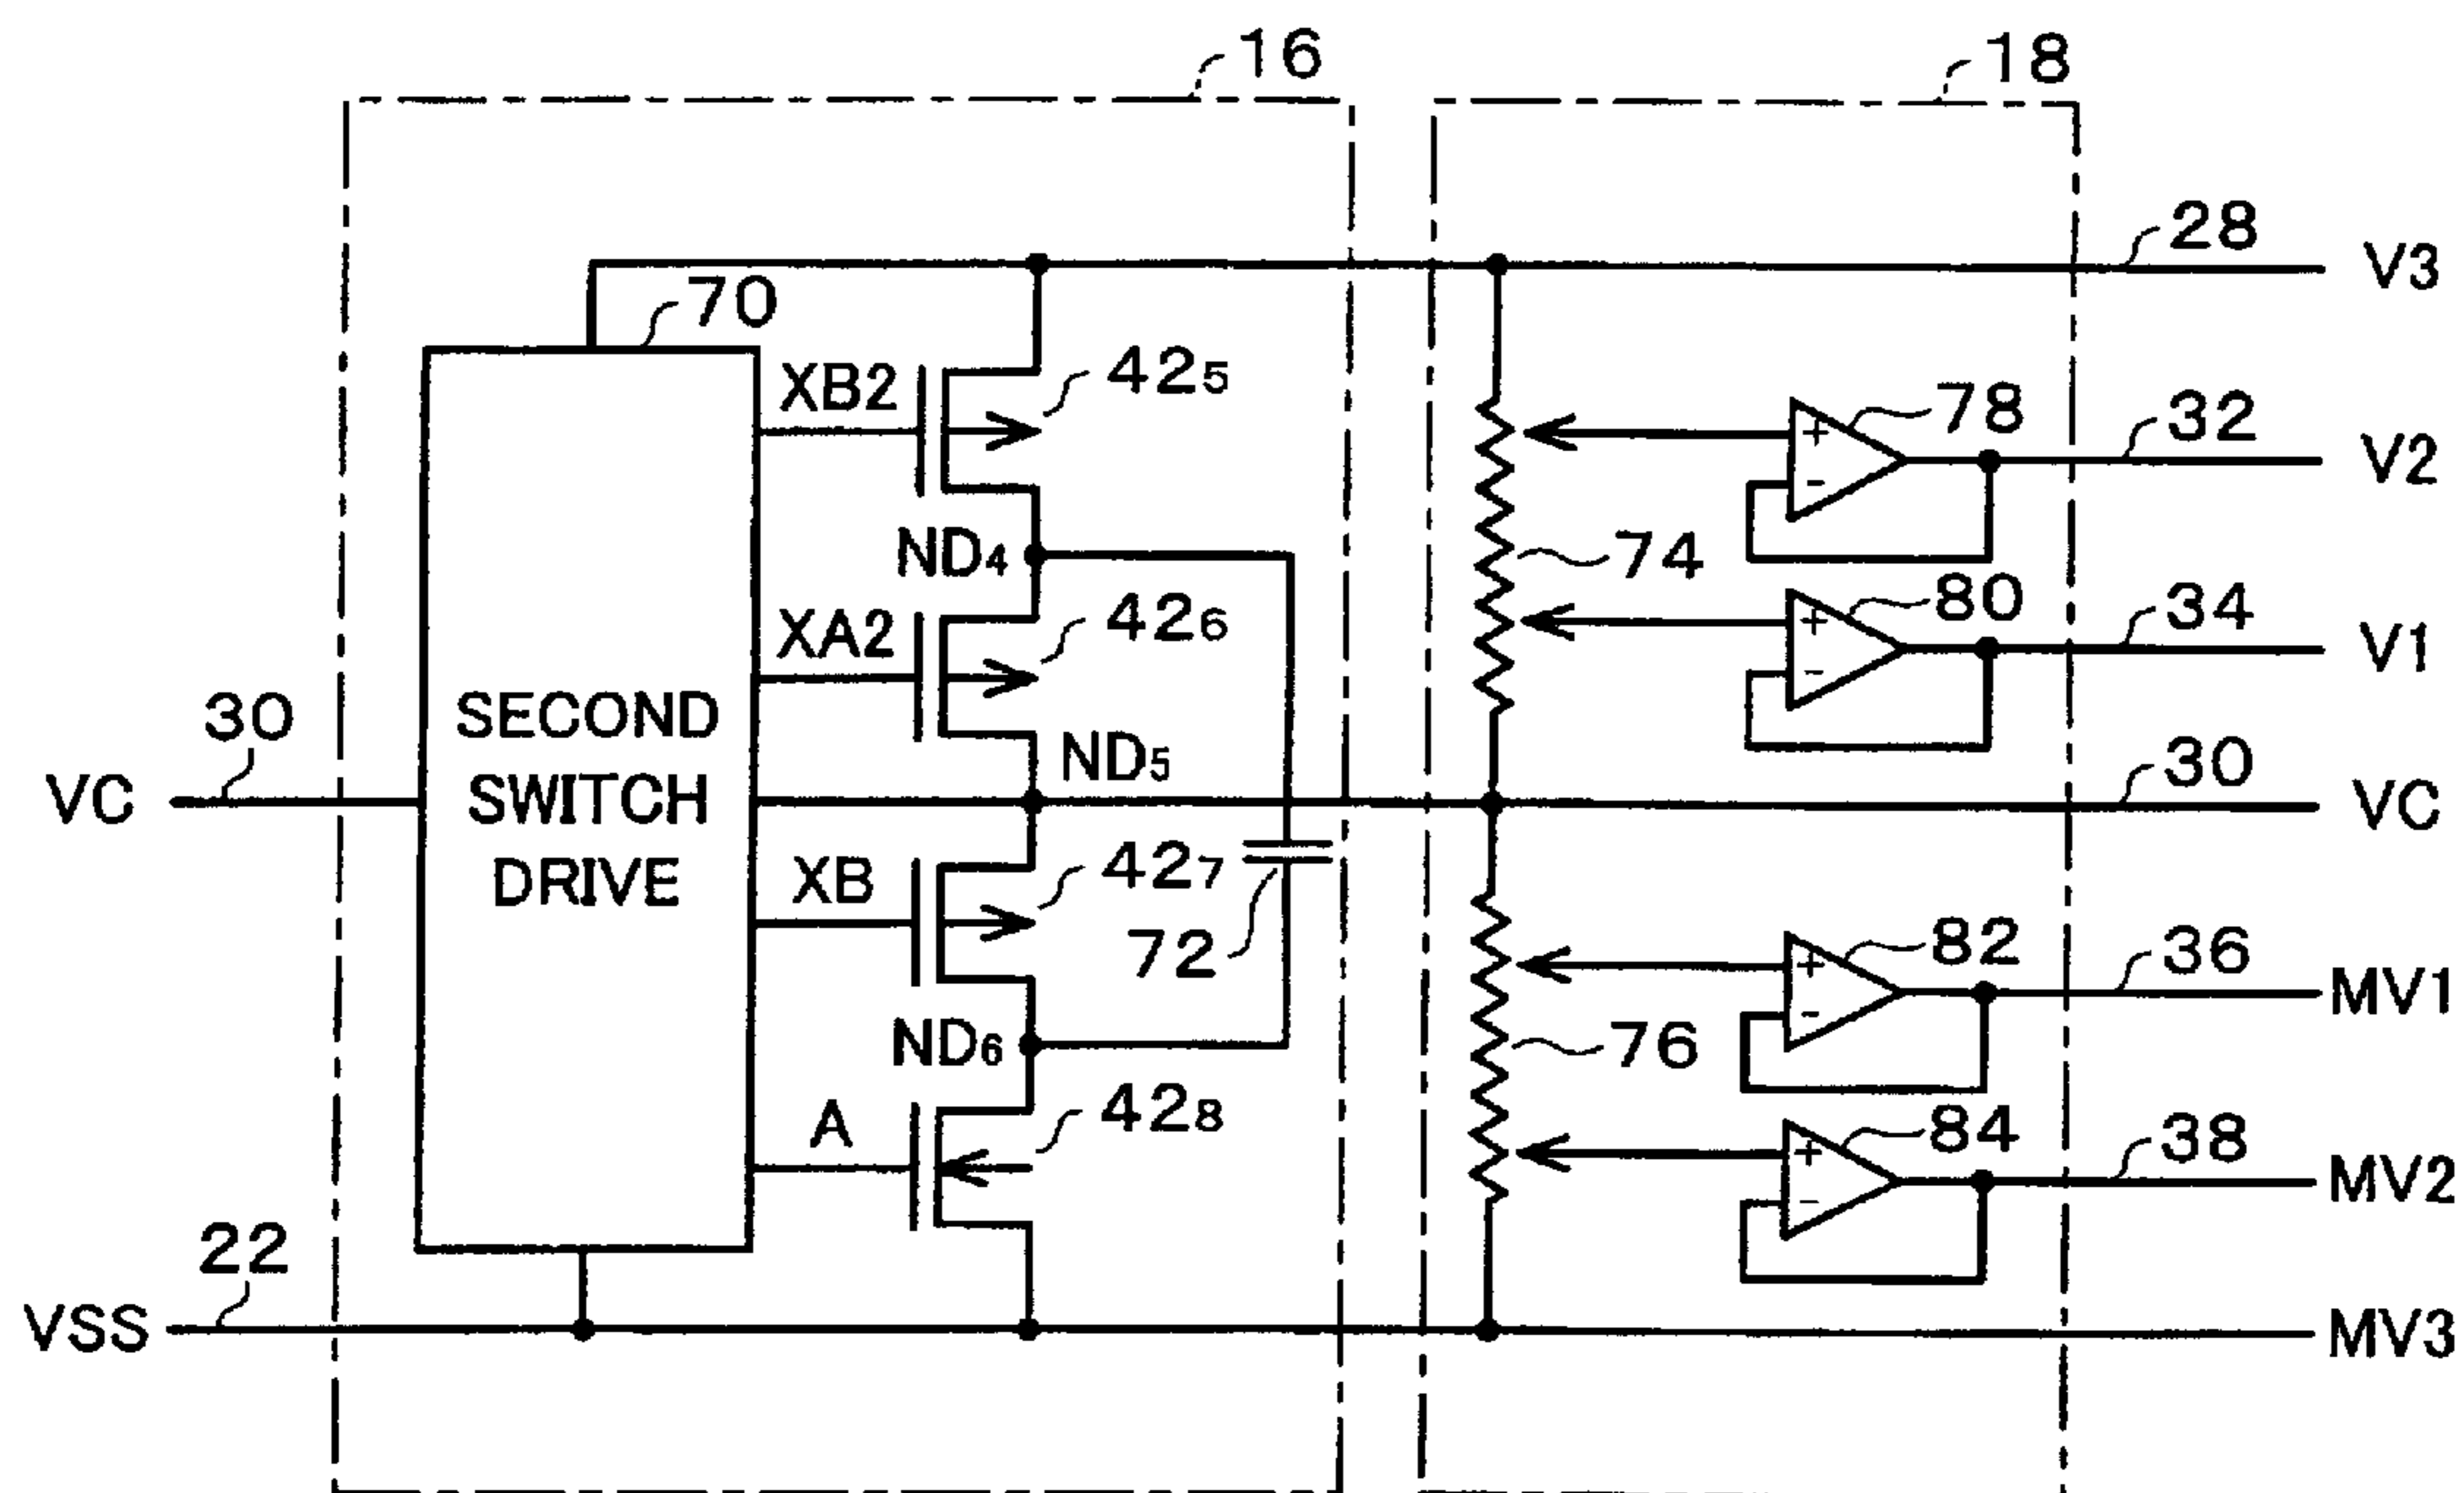 16
18
28
V3
70
XB2
42₅
78
32
V2
ND₄
74
XA2
42₆
80
34
V1
30
VC
SECOND
SWITCH
DRIVE
ND₅
30
VC
XB
42₇
72
82
36
MV1
ND₆
76
A
42₈
84
38
MV2
22
VSS
MV3
+
-
+
-
+
-
+
-